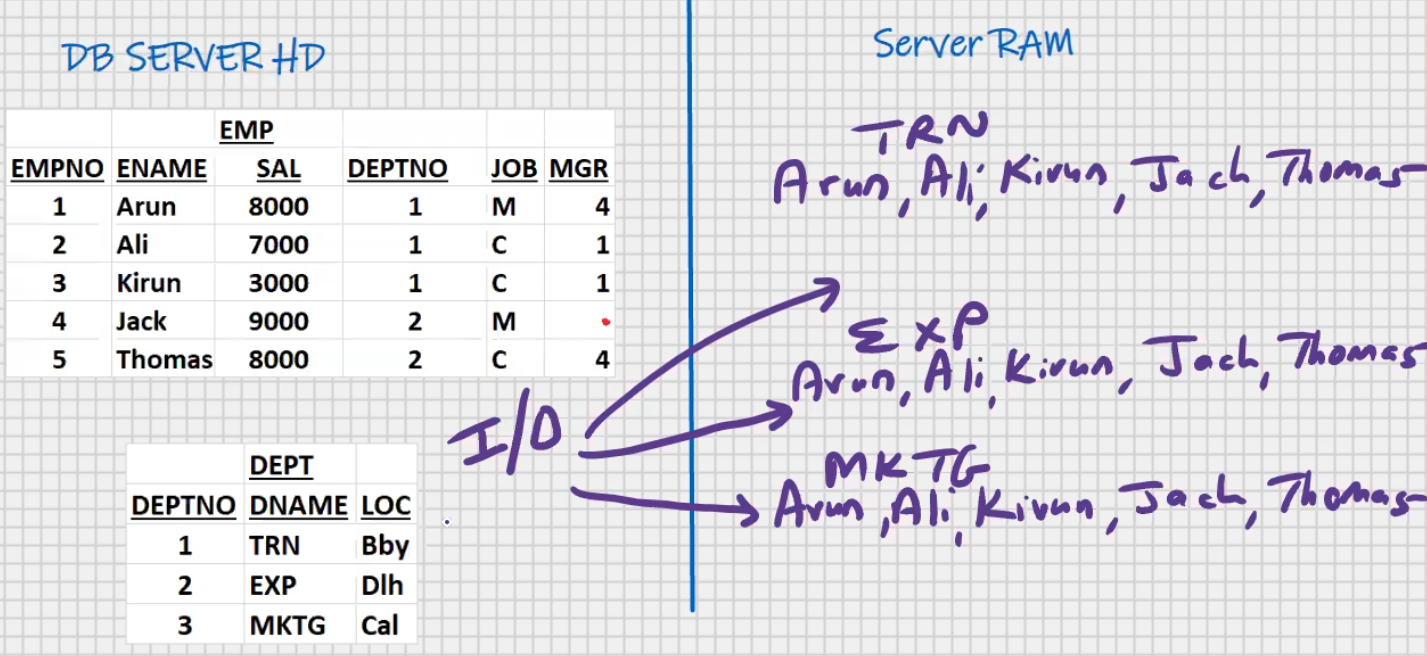 DB SERVER HD
EMP
EMPNO ENAME SAL DEPTNO JOB MGR
1 Arun 8000 1 M 4
2 Ali 7000 1 C 1
3 Kirun 3000 1 C 1
4 Jack 9000 2 M
5 Thomas 8000 2 C 4
DEPT
DEPTNO DNAME LOC
1 TRN Bby
2 EXP Dlh
3 MKTG Cal
I/O
Server RAM
TRN
Arun, Ali, Kirun, Jack, Thomas
EXP
Arun, Ali, Kirun, Jack, Thomas
MKTG
Arun, Ali, Kirun, Jack, Thomas